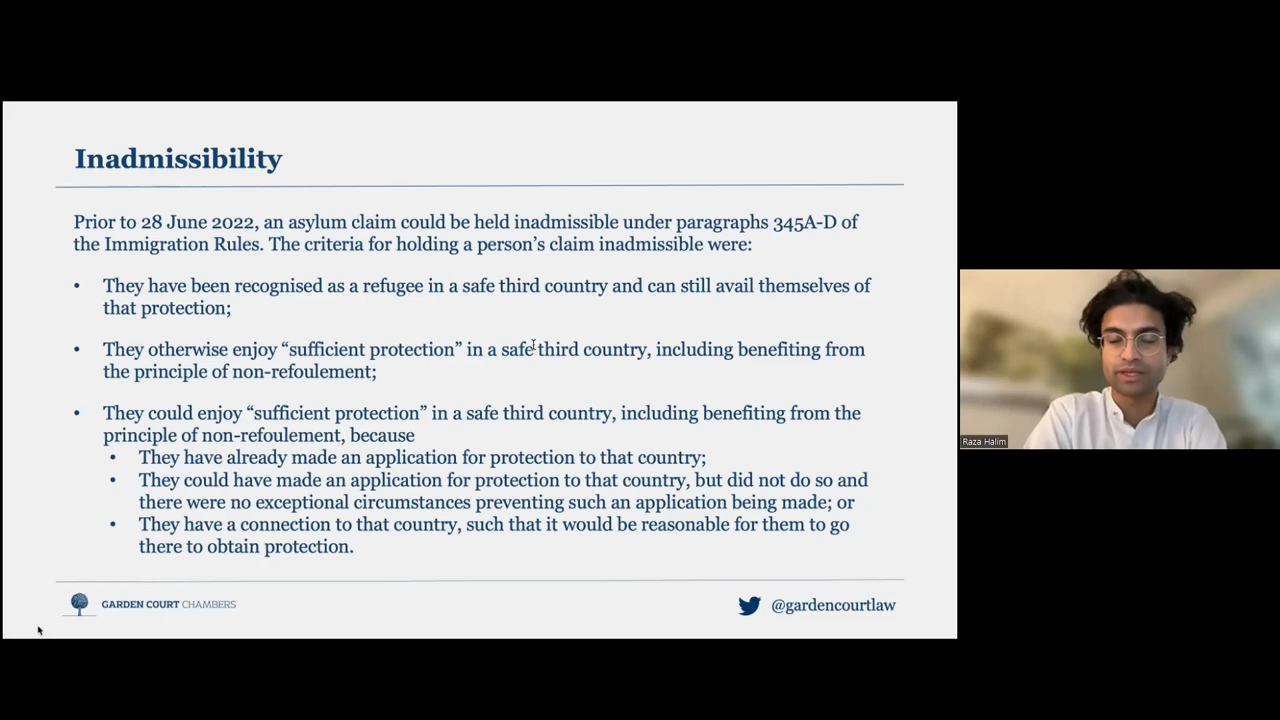 Inadmissibility
Prior to 28 June 2022, an asylum claim could be held inadmissible under paragraphs 345A-D of
the Immigration Rules. The criteria for holding a person’s claim inadmissible were:
• They have been recognised as a refugee in a safe third country and can still avail themselves of
that protection;
• They otherwise enjoy “sufficient protection” in a safe third country, including benefiting from
the principle of non-refoulement;
• They could enjoy “sufficient protection” in a safe third country, including benefiting from the
principle of non-refoulement, because
• They have already made an application for protection to that country;
• They could have made an application for protection to that country, but did not do so and
there were no exceptional circumstances preventing such an application being made; or
• They have a connection to that country, such that it would be reasonable for them to go
there to obtain protection.
GARDEN COURT CHAMBERS
@gardencourtlaw
Raza Halim